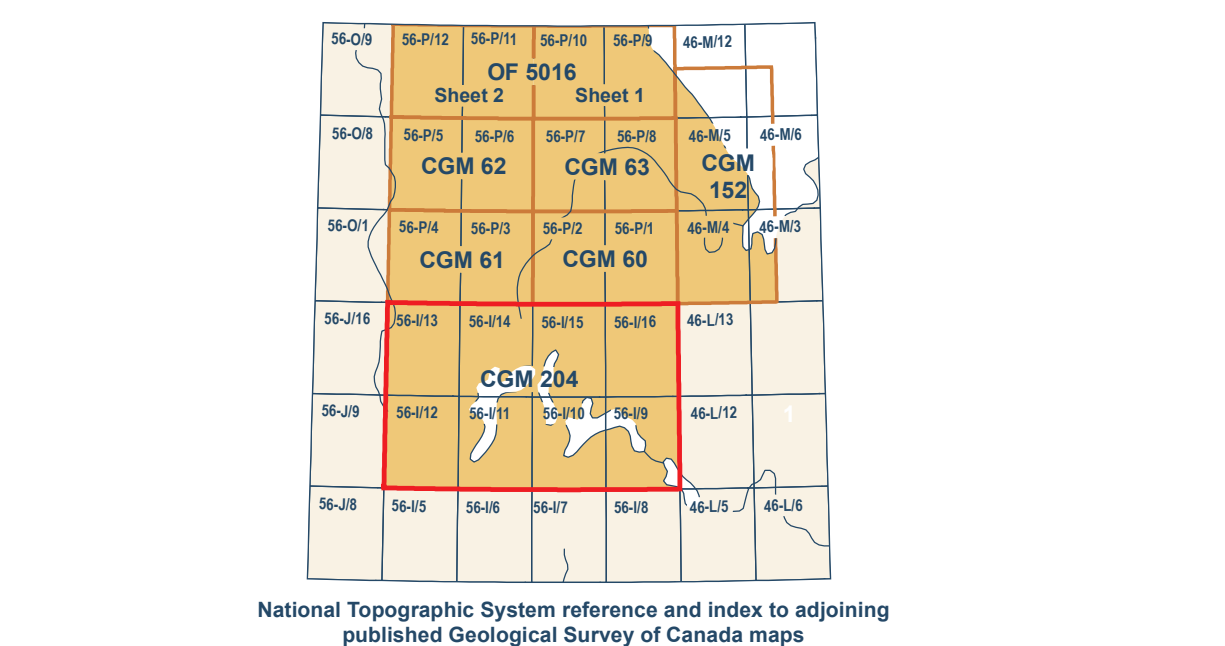 56-O/9 56-P/12 56-P/11 56-P/10 56-P/9 46-M/12
OF 5016
Sheet 2 Sheet 1
56-O/8 56-P/5 56-P/6 56-P/7 56-P/8 46-M/5 46-M/6
CGM 62 CGM 63 CGM
152
56-O/1 56-P/4 56-P/3 56-P/2 56-P/1 46-M/4 46-M/3
CGM 61 CGM 60
56-J/16 56-I/13 56-I/14 56-I/15 56-I/16 46-L/13
CGM 204
56-J/9 56-I/12 56-I/11 56-I/10 56-I/9 46-L/12 1
56-J/8 56-I/5 56-I/6 56-I/7 56-I/8 46-L/5 46-L/6
National Topographic System reference and index to adjoining
published Geological Survey of Canada maps